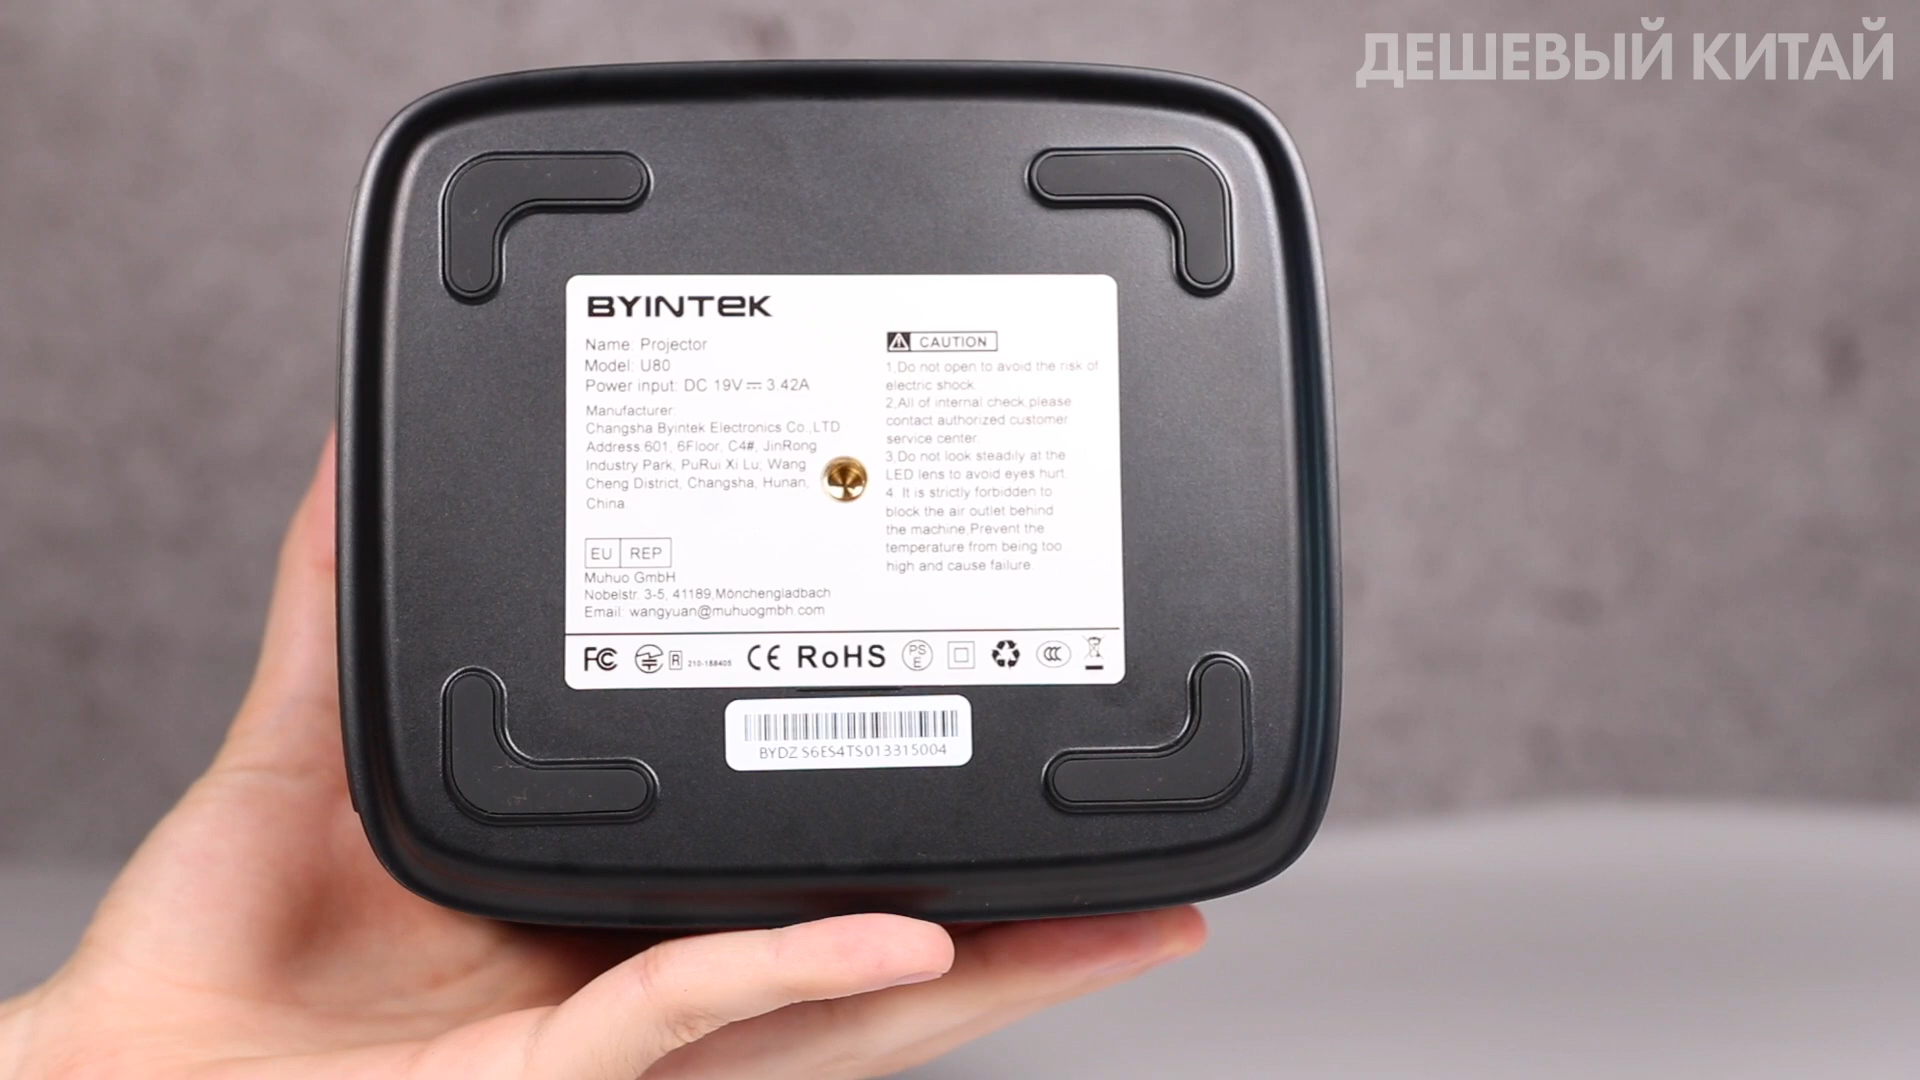 ДЕШЕВЫЙ КИТАЙ
BYINTEK
Name: Projector
Model: U80
Power input: DC 19V⎓3.42A
Manufacturer:
Changsha Byintek Electronics Co.,LTD
Address:601, 6Floor, C4#, JinRong
Industry Park, PuRui Xi Lu, Wang
Cheng District, Changsha, Hunan,
China
EU REP
Muhuo GmbH
Nobelstr. 3-5, 41189,Mönchengladbach
Email: wangyuan@muhuogmbh.com
⚠ CAUTION
1,Do not open to avoid the risk of
electric shock.
2,All of internal check,please
contact authorized customer
service center.
3,Do not look steadily at the
LED lens to avoid eyes hurt.
4. It is strictly forbidden to
block the air outlet behind
the machine,Prevent the
temperature from being too
high and cause failure.
FC R 210-188405 CE RoHS PSE CCC
BYDZ S6ES4TS013315004